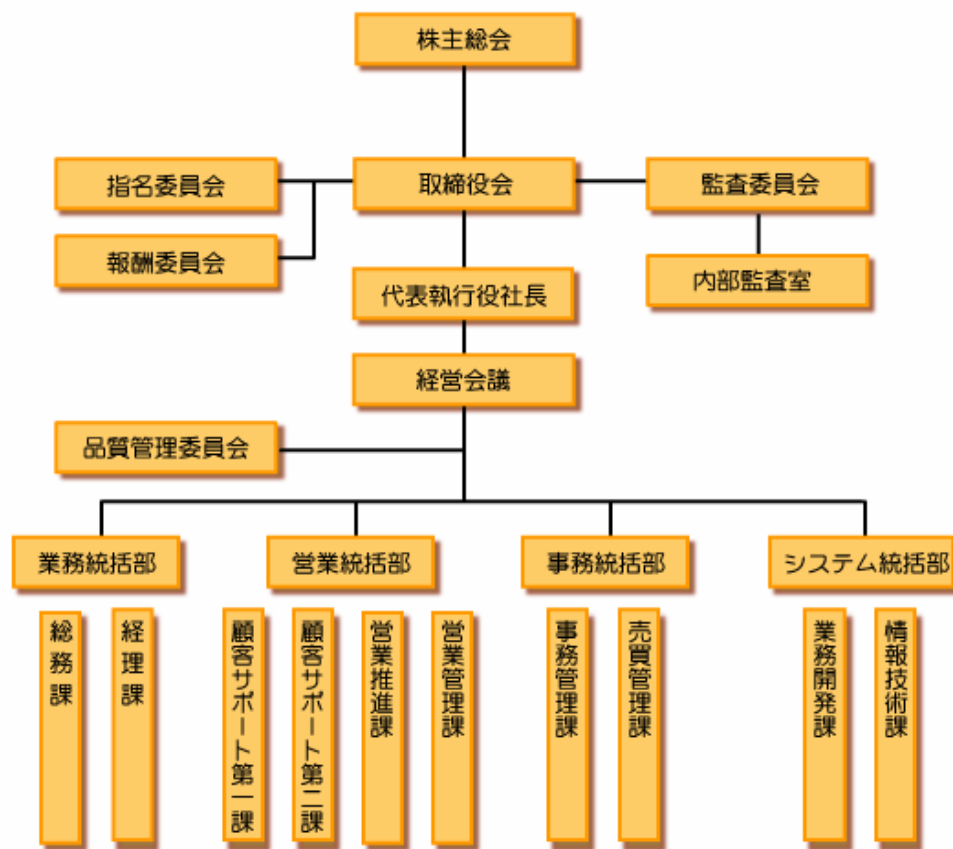 株主総会
指名委員会
取締役会
監査委員会
報酬委員会
内部監査室
代表執行役社長
経営会議
品質管理委員会
業務統括部
営業統括部
事務統括部
システム統括部
総務課
経理課
顧客サポート第一課
顧客サポート第二課
営業推進課
営業管理課
事務管理課
売買管理課
業務開発課
情報技術課